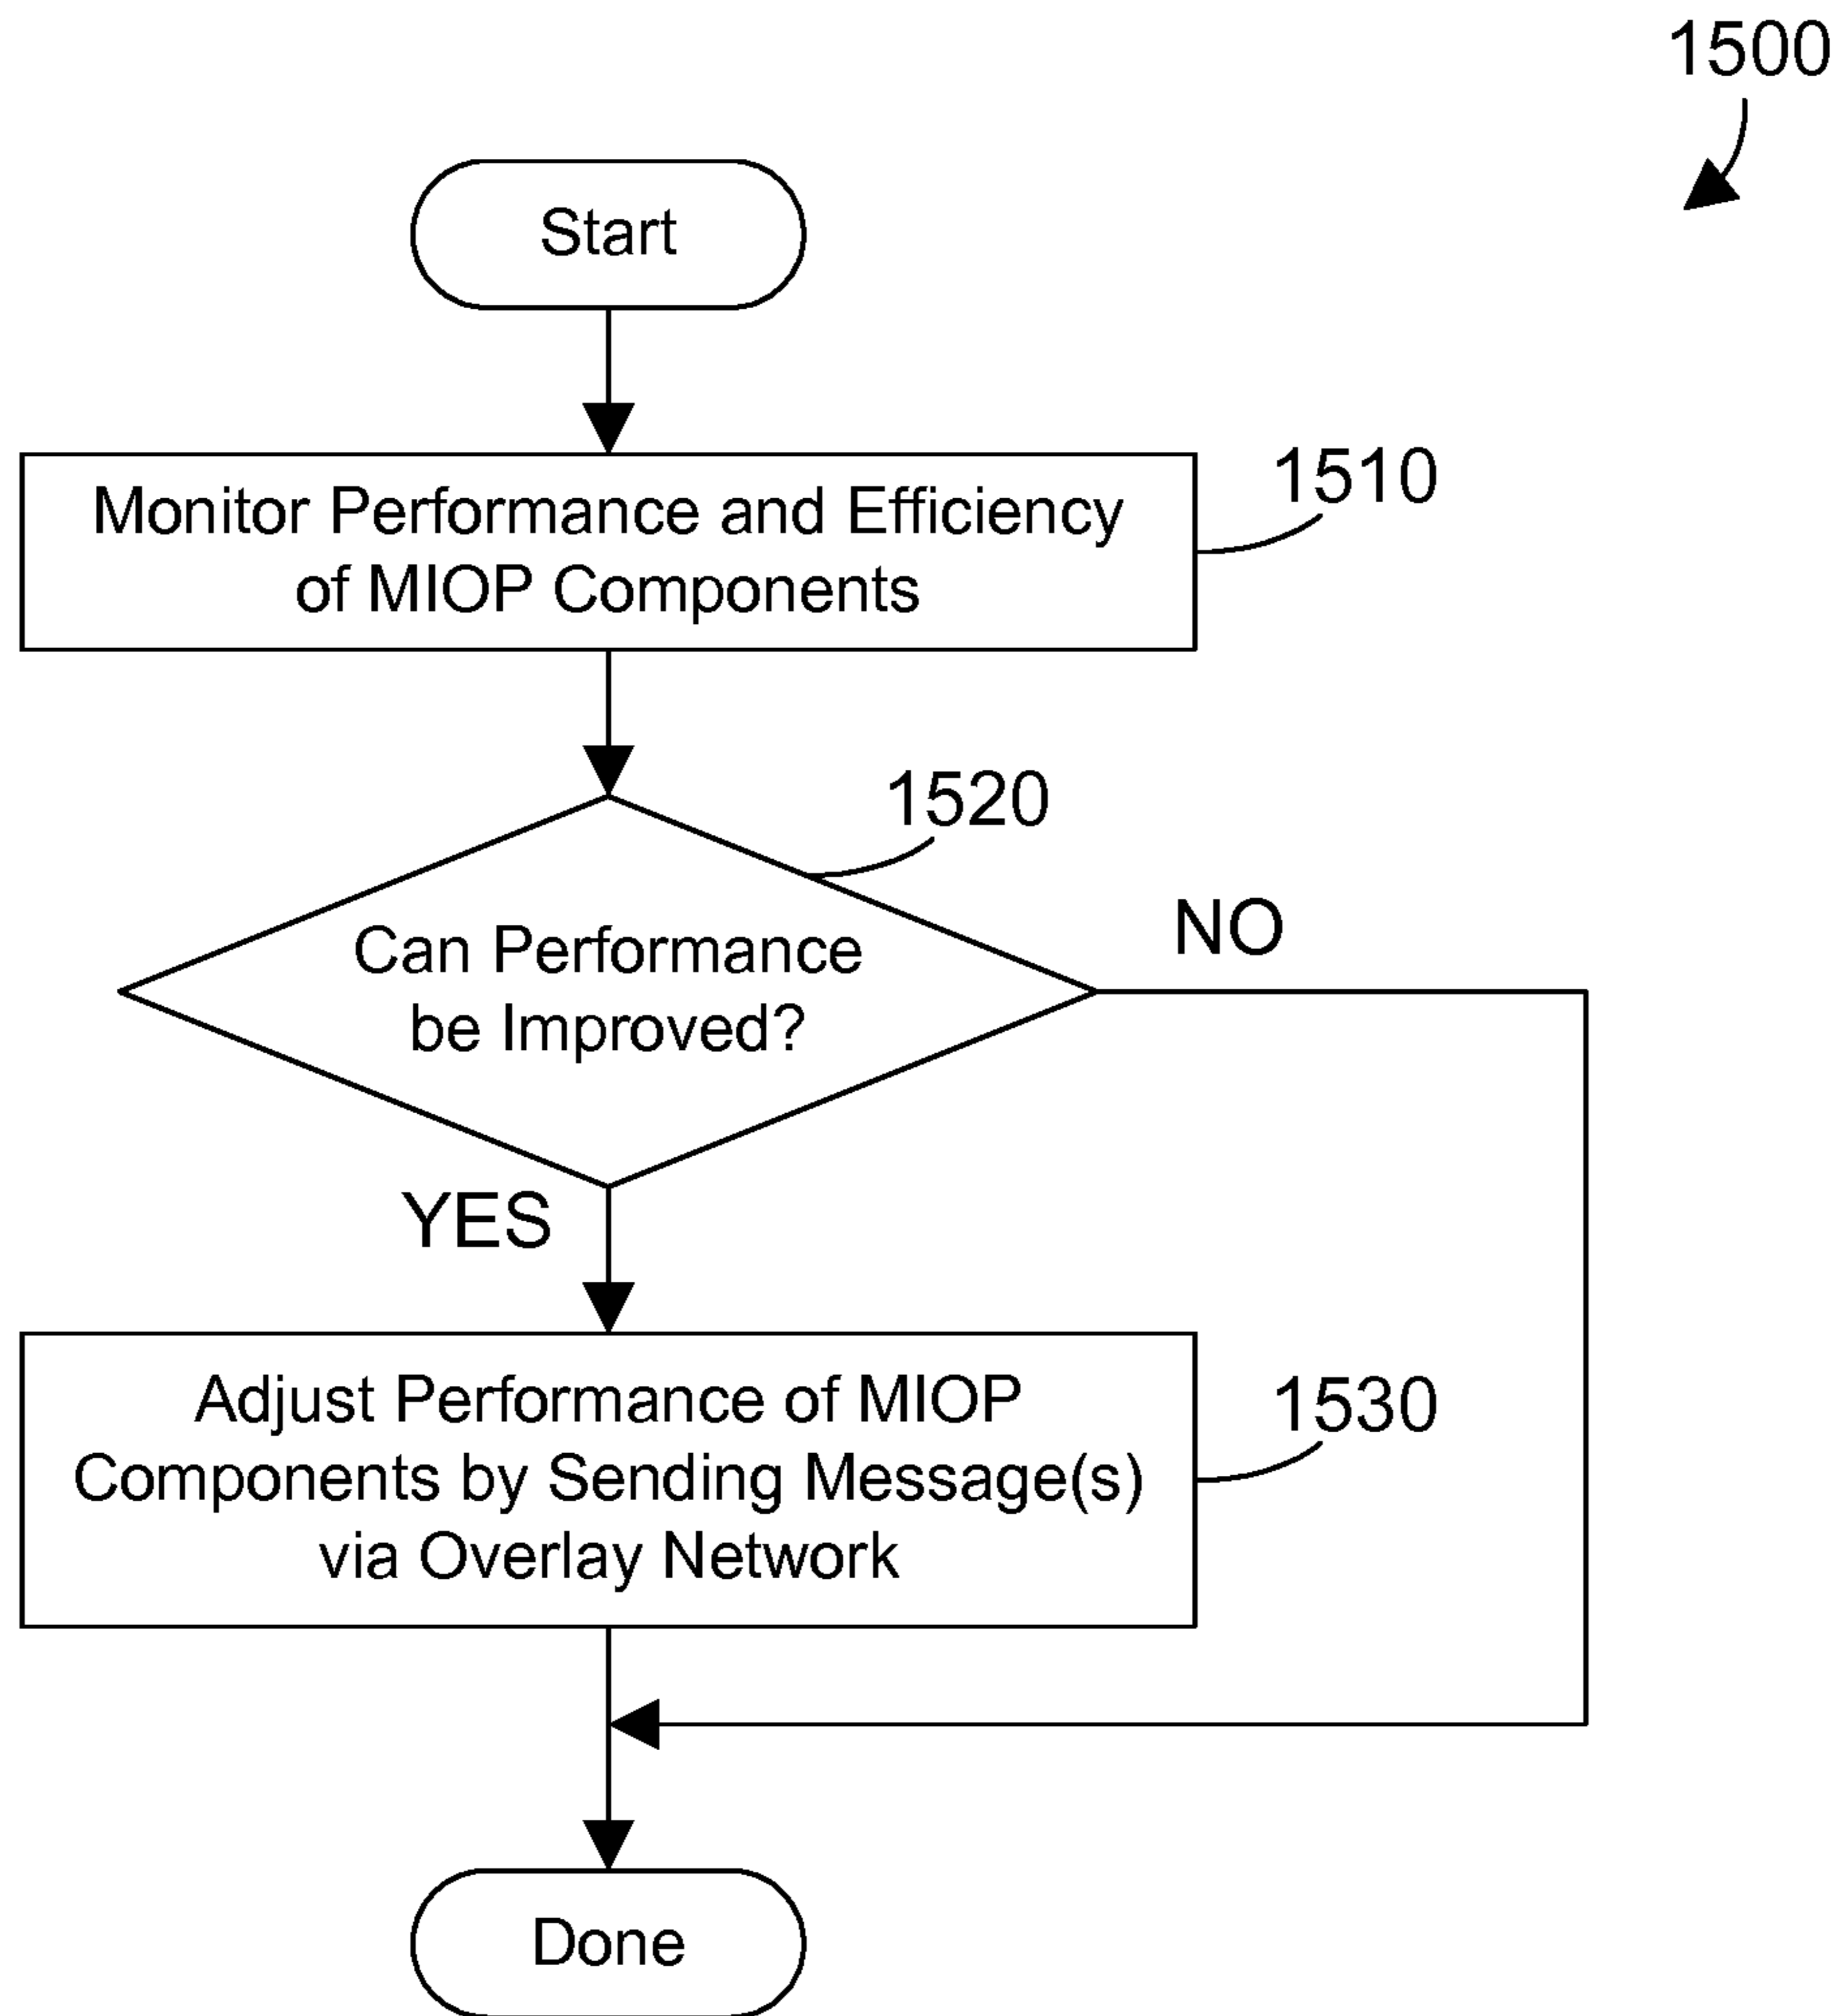 1500
Start
Monitor Performance and Efficiency
of MIOP Components
1510
1520
Can Performance
be Improved?
NO
YES
Adjust Performance of MIOP
Components by Sending Message(s)
via Overlay Network
1530
Done